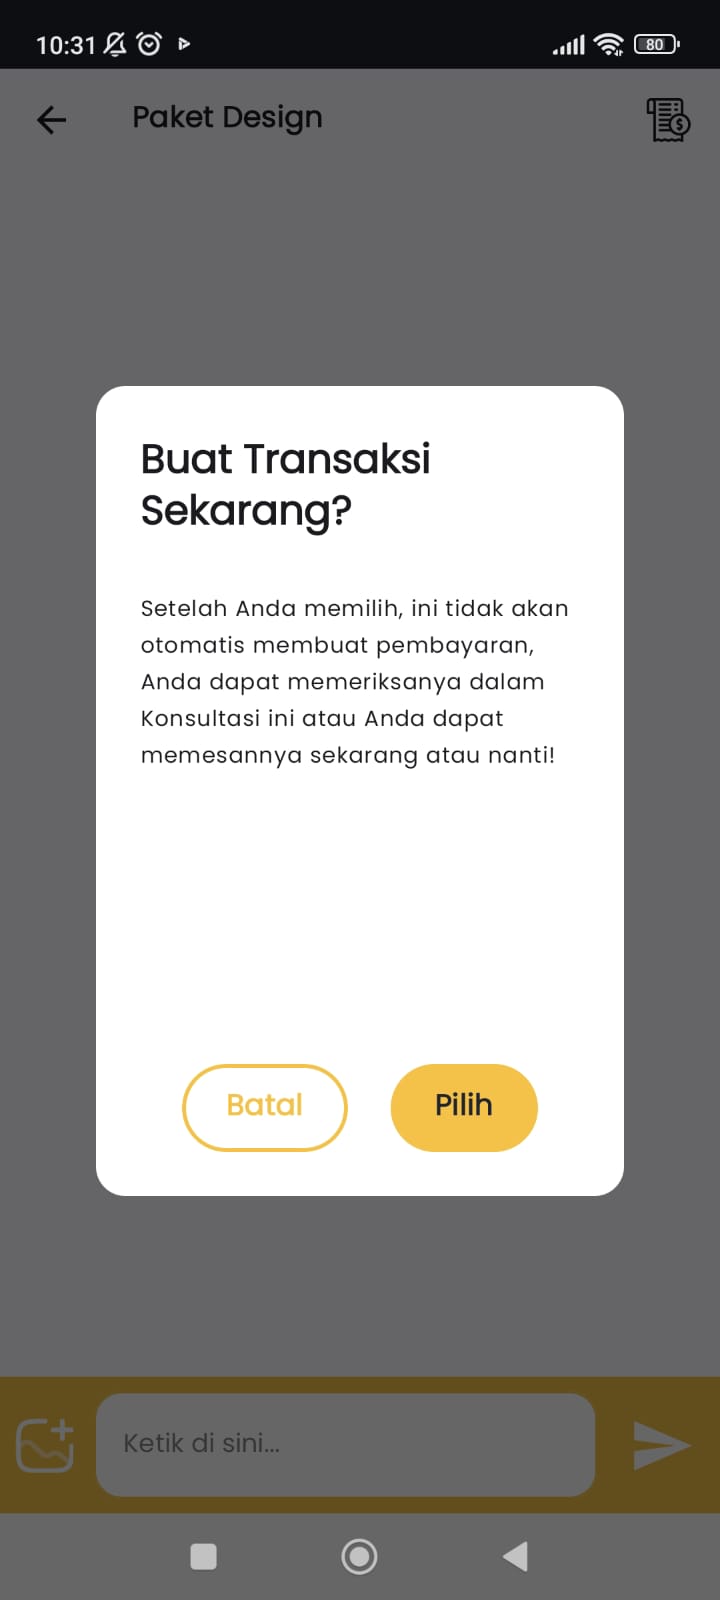 10:31
80
Paket Design
Buat Transaksi
Sekarang?
Setelah Anda memilih, ini tidak akan
otomatis membuat pembayaran,
Anda dapat memeriksanya dalam
Konsultasi ini atau Anda dapat
memesannya sekarang atau nanti!
Batal
Pilih
Ketik di sini...